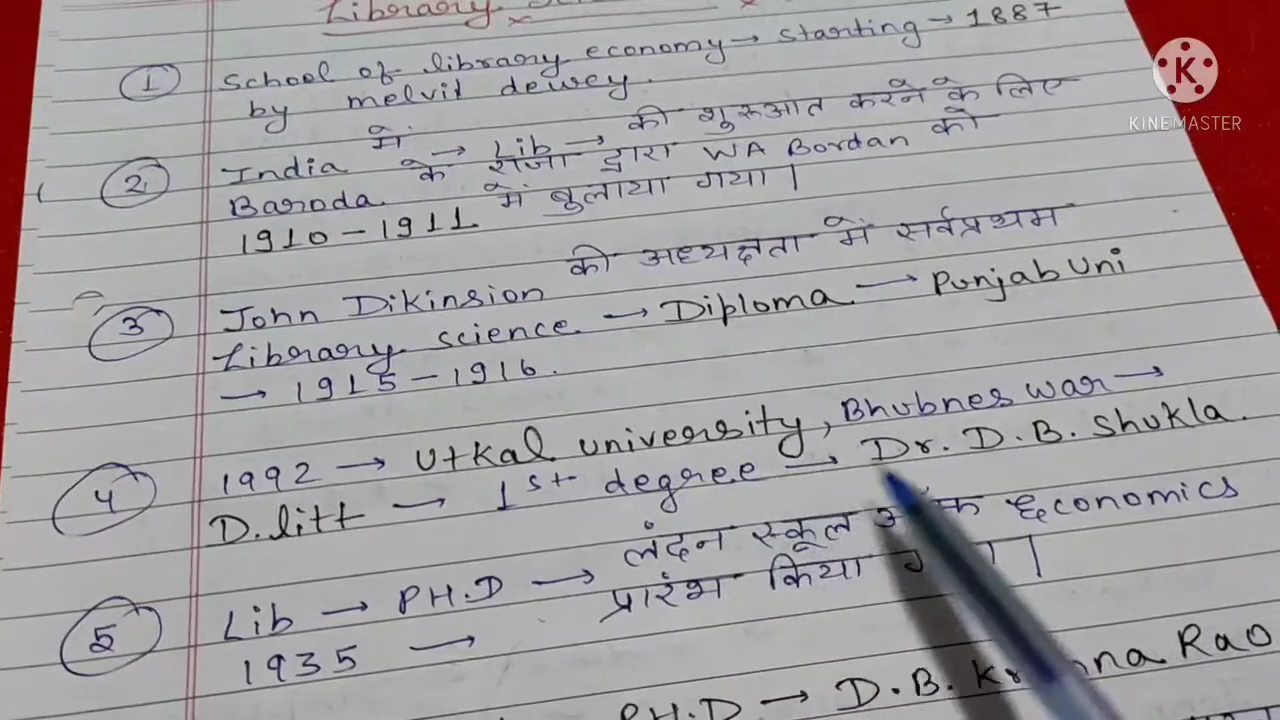 Library
K
KINEMASTER
① School of library economy → starting → 1887
by melvil dewey.
② India में → Lib → की शुरूआत करने के लिए
Baroda के राजा द्वारा WA Bordan को
1910 - 1911 में बुलाया गया |
③ John Dikinsion की अध्यक्षता में सर्वप्रथम
Library science → Diploma → Punjab Uni
→ 1915 - 1916.
④ 1992 → Utkal university, Bhubneswar →
D. litt → 1st degree → Dr. D. B. Shukla.
⑤ Lib → PH.D → लंदन स्कूल Economics
1935 → प्रारंभ किया |
PH.D → D. B. Rao